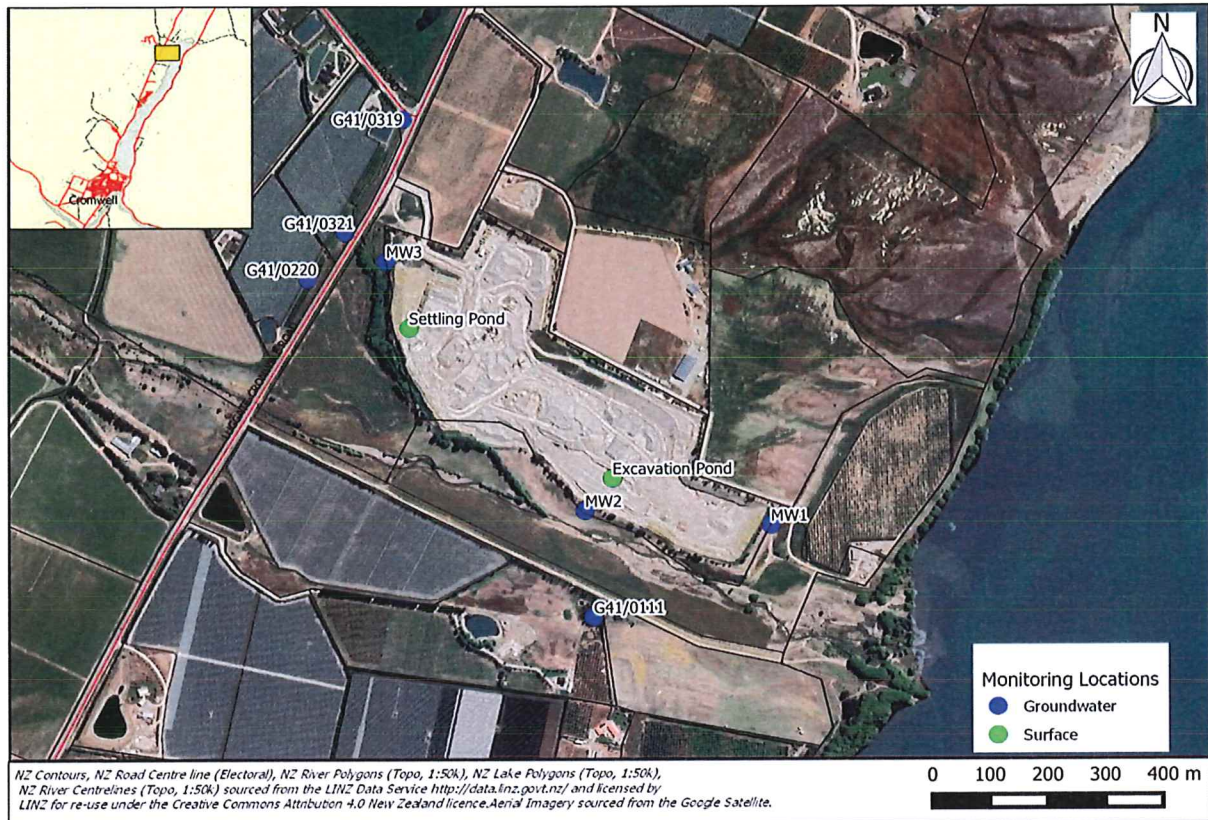 N
Cromwell
G41/0319
G41/0321
MW3
G41/0220
Settling Pond
Excavation Pond
MW2
MW1
G41/0111
Monitoring Locations
Groundwater
Surface
NZ Contours, NZ Road Centre line (Electoral), NZ River Polygons (Topo, 1:50k), NZ Lake Polygons (Topo, 1:50k),
NZ River Centrelines (Topo, 1:50k) sourced from the LINZ Data Service http://data.linz.govt.nz/ and licensed by
LINZ for re-use under the Creative Commons Attribution 4.0 New Zealand licence.Aerial Imagery sourced from the Google Satellite.
0 100 200 300 400 m